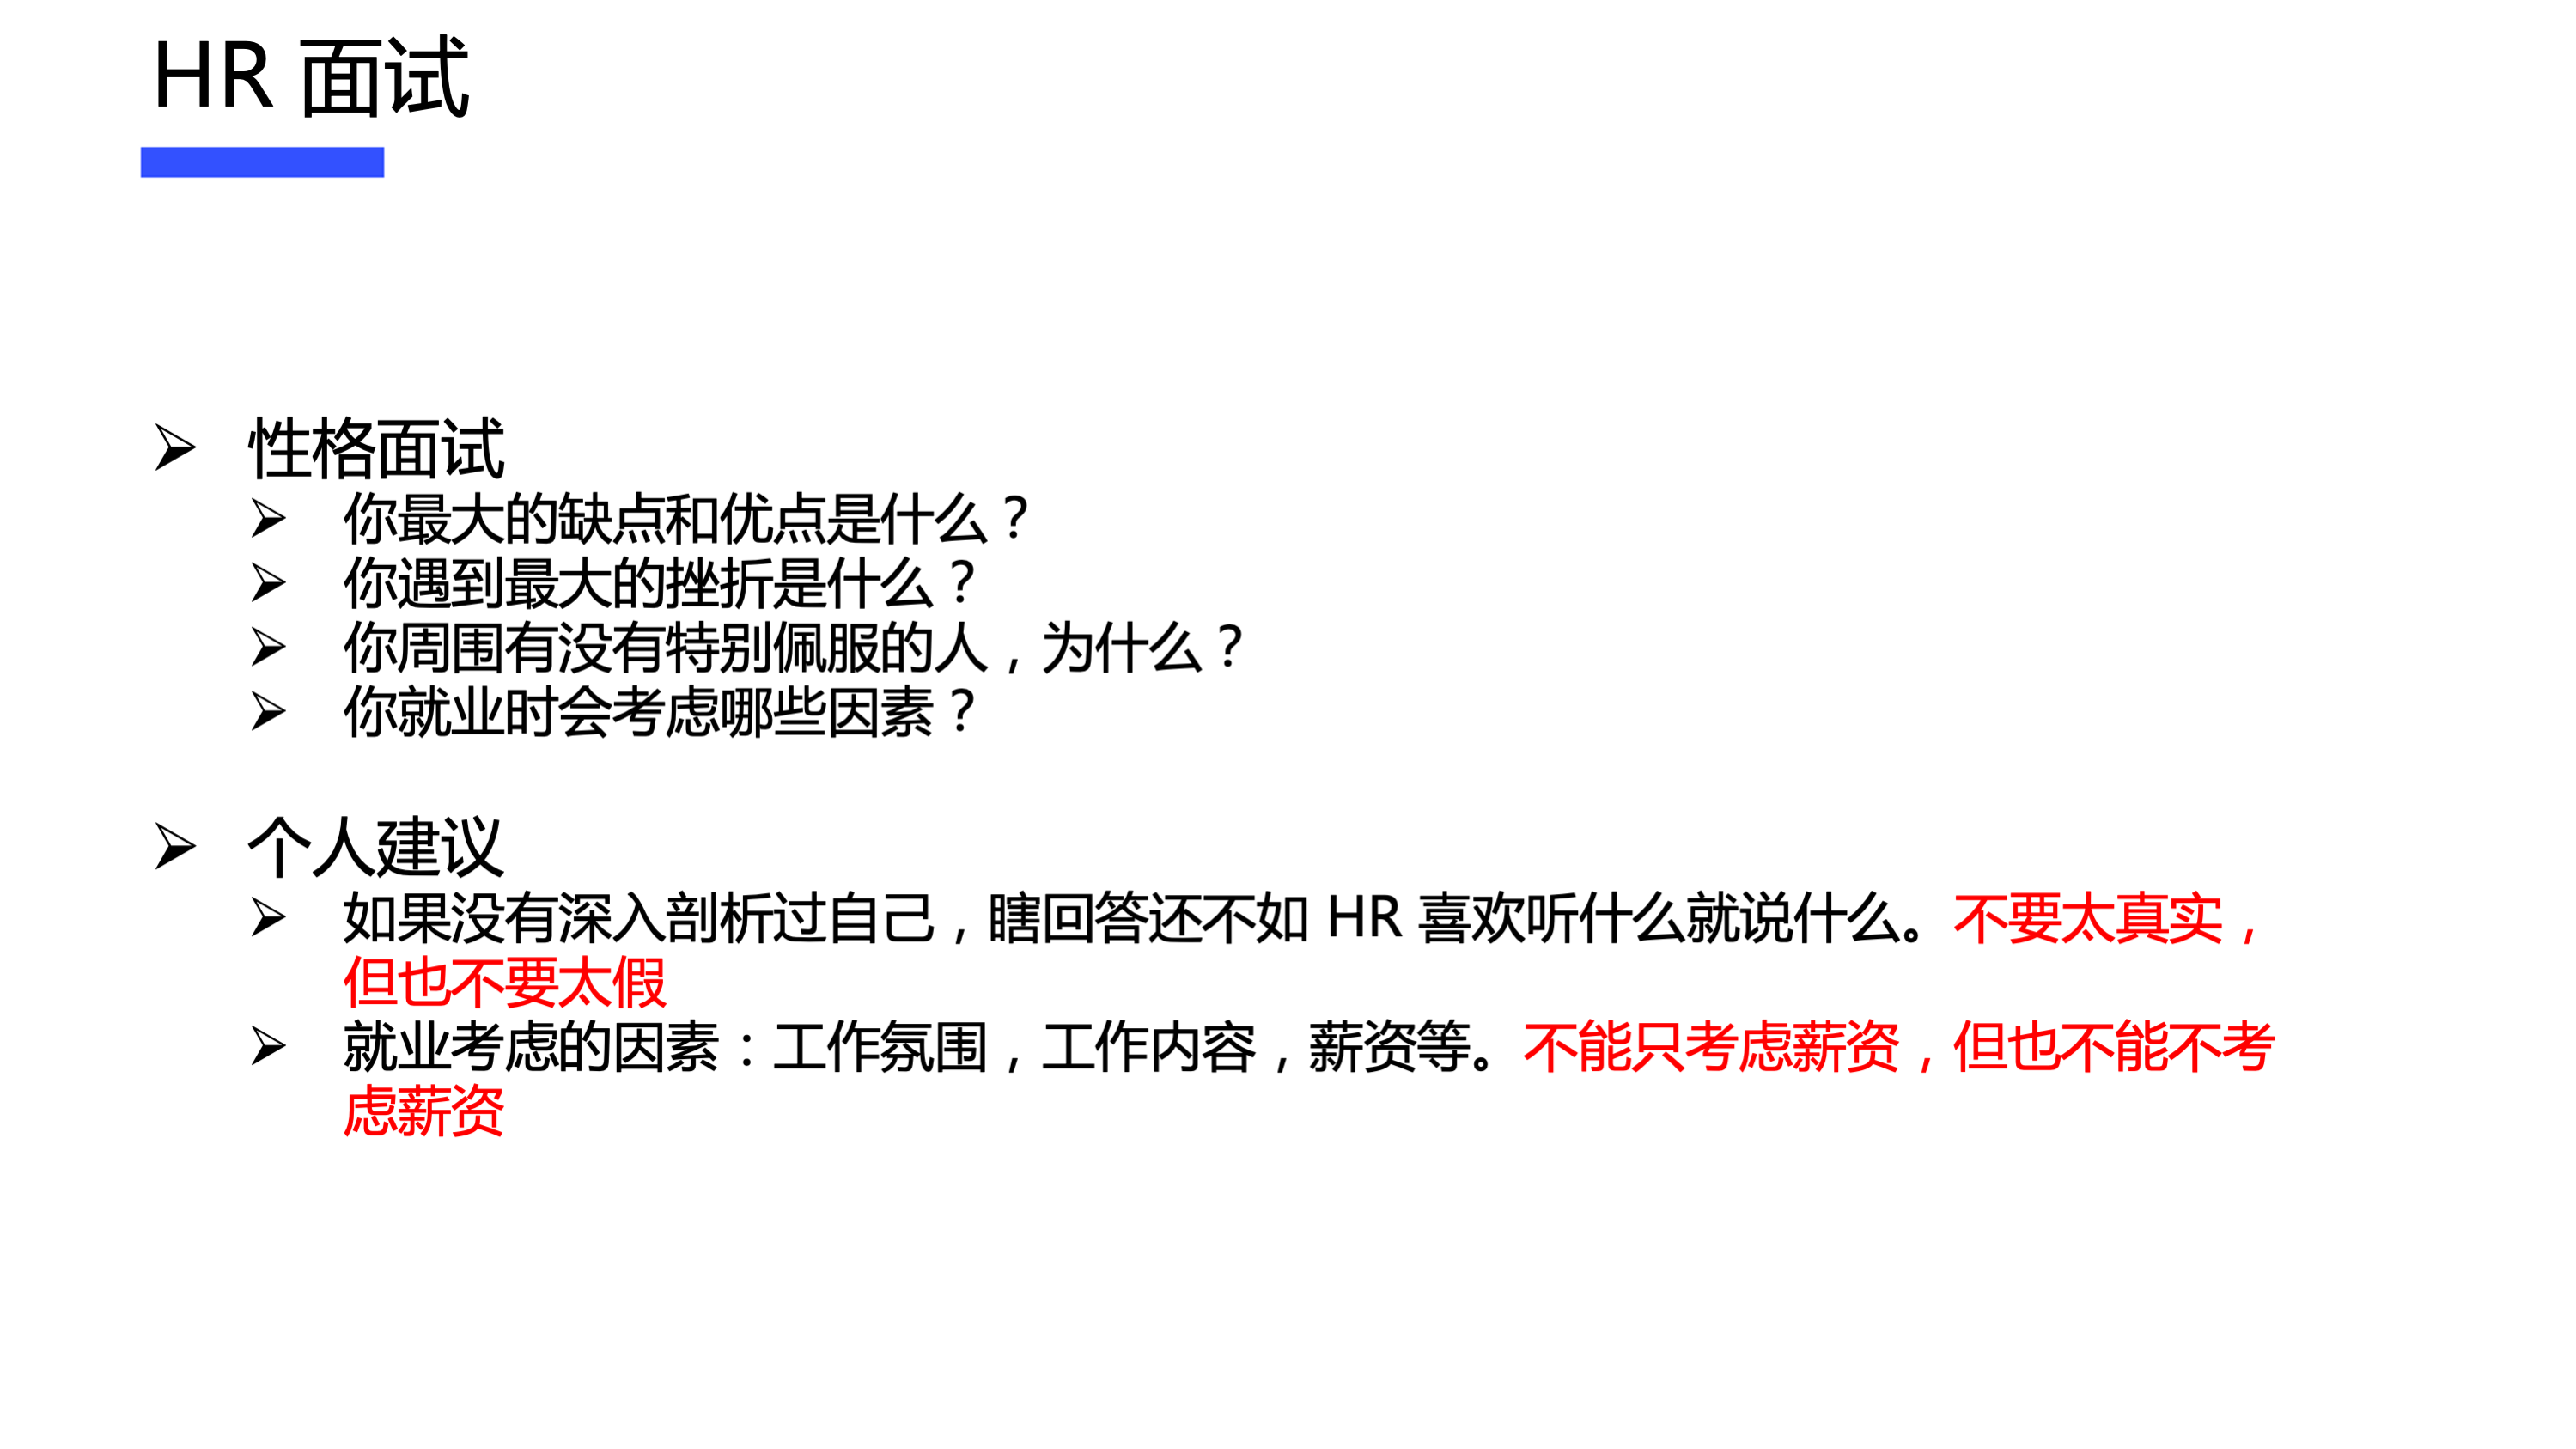 HR 面试
性格面试
你最大的缺点和优点是什么？
你遇到最大的挫折是什么？
你周围有没有特别佩服的人，为什么？
你就业时会考虑哪些因素？
个人建议
如果没有深入剖析过自己，瞎回答还不如 HR 喜欢听什么就说什么。不要太真实，
但也不要太假
就业考虑的因素：工作氛围，工作内容，薪资等。不能只考虑薪资，但也不能不考
虑薪资